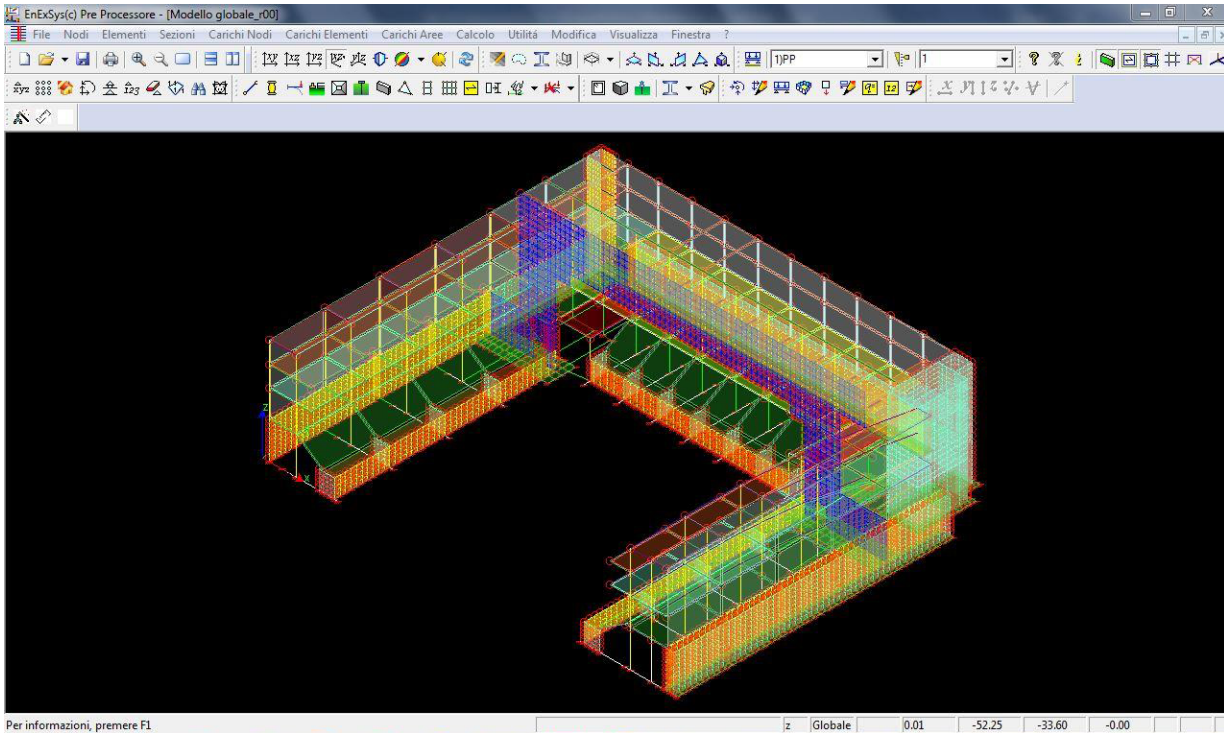 EnExSys(c) Pre Processore - [Modello globale_r00]
File Nodi Elementi Sezioni Carichi Nodi Carichi Elementi Carichi Aree Calcolo Utilitá Modifica Visualizza Finestra ?
1)PP 1
z
x
Per informazioni, premere F1 z Globale 0.01 -52.25 -33.60 -0.00